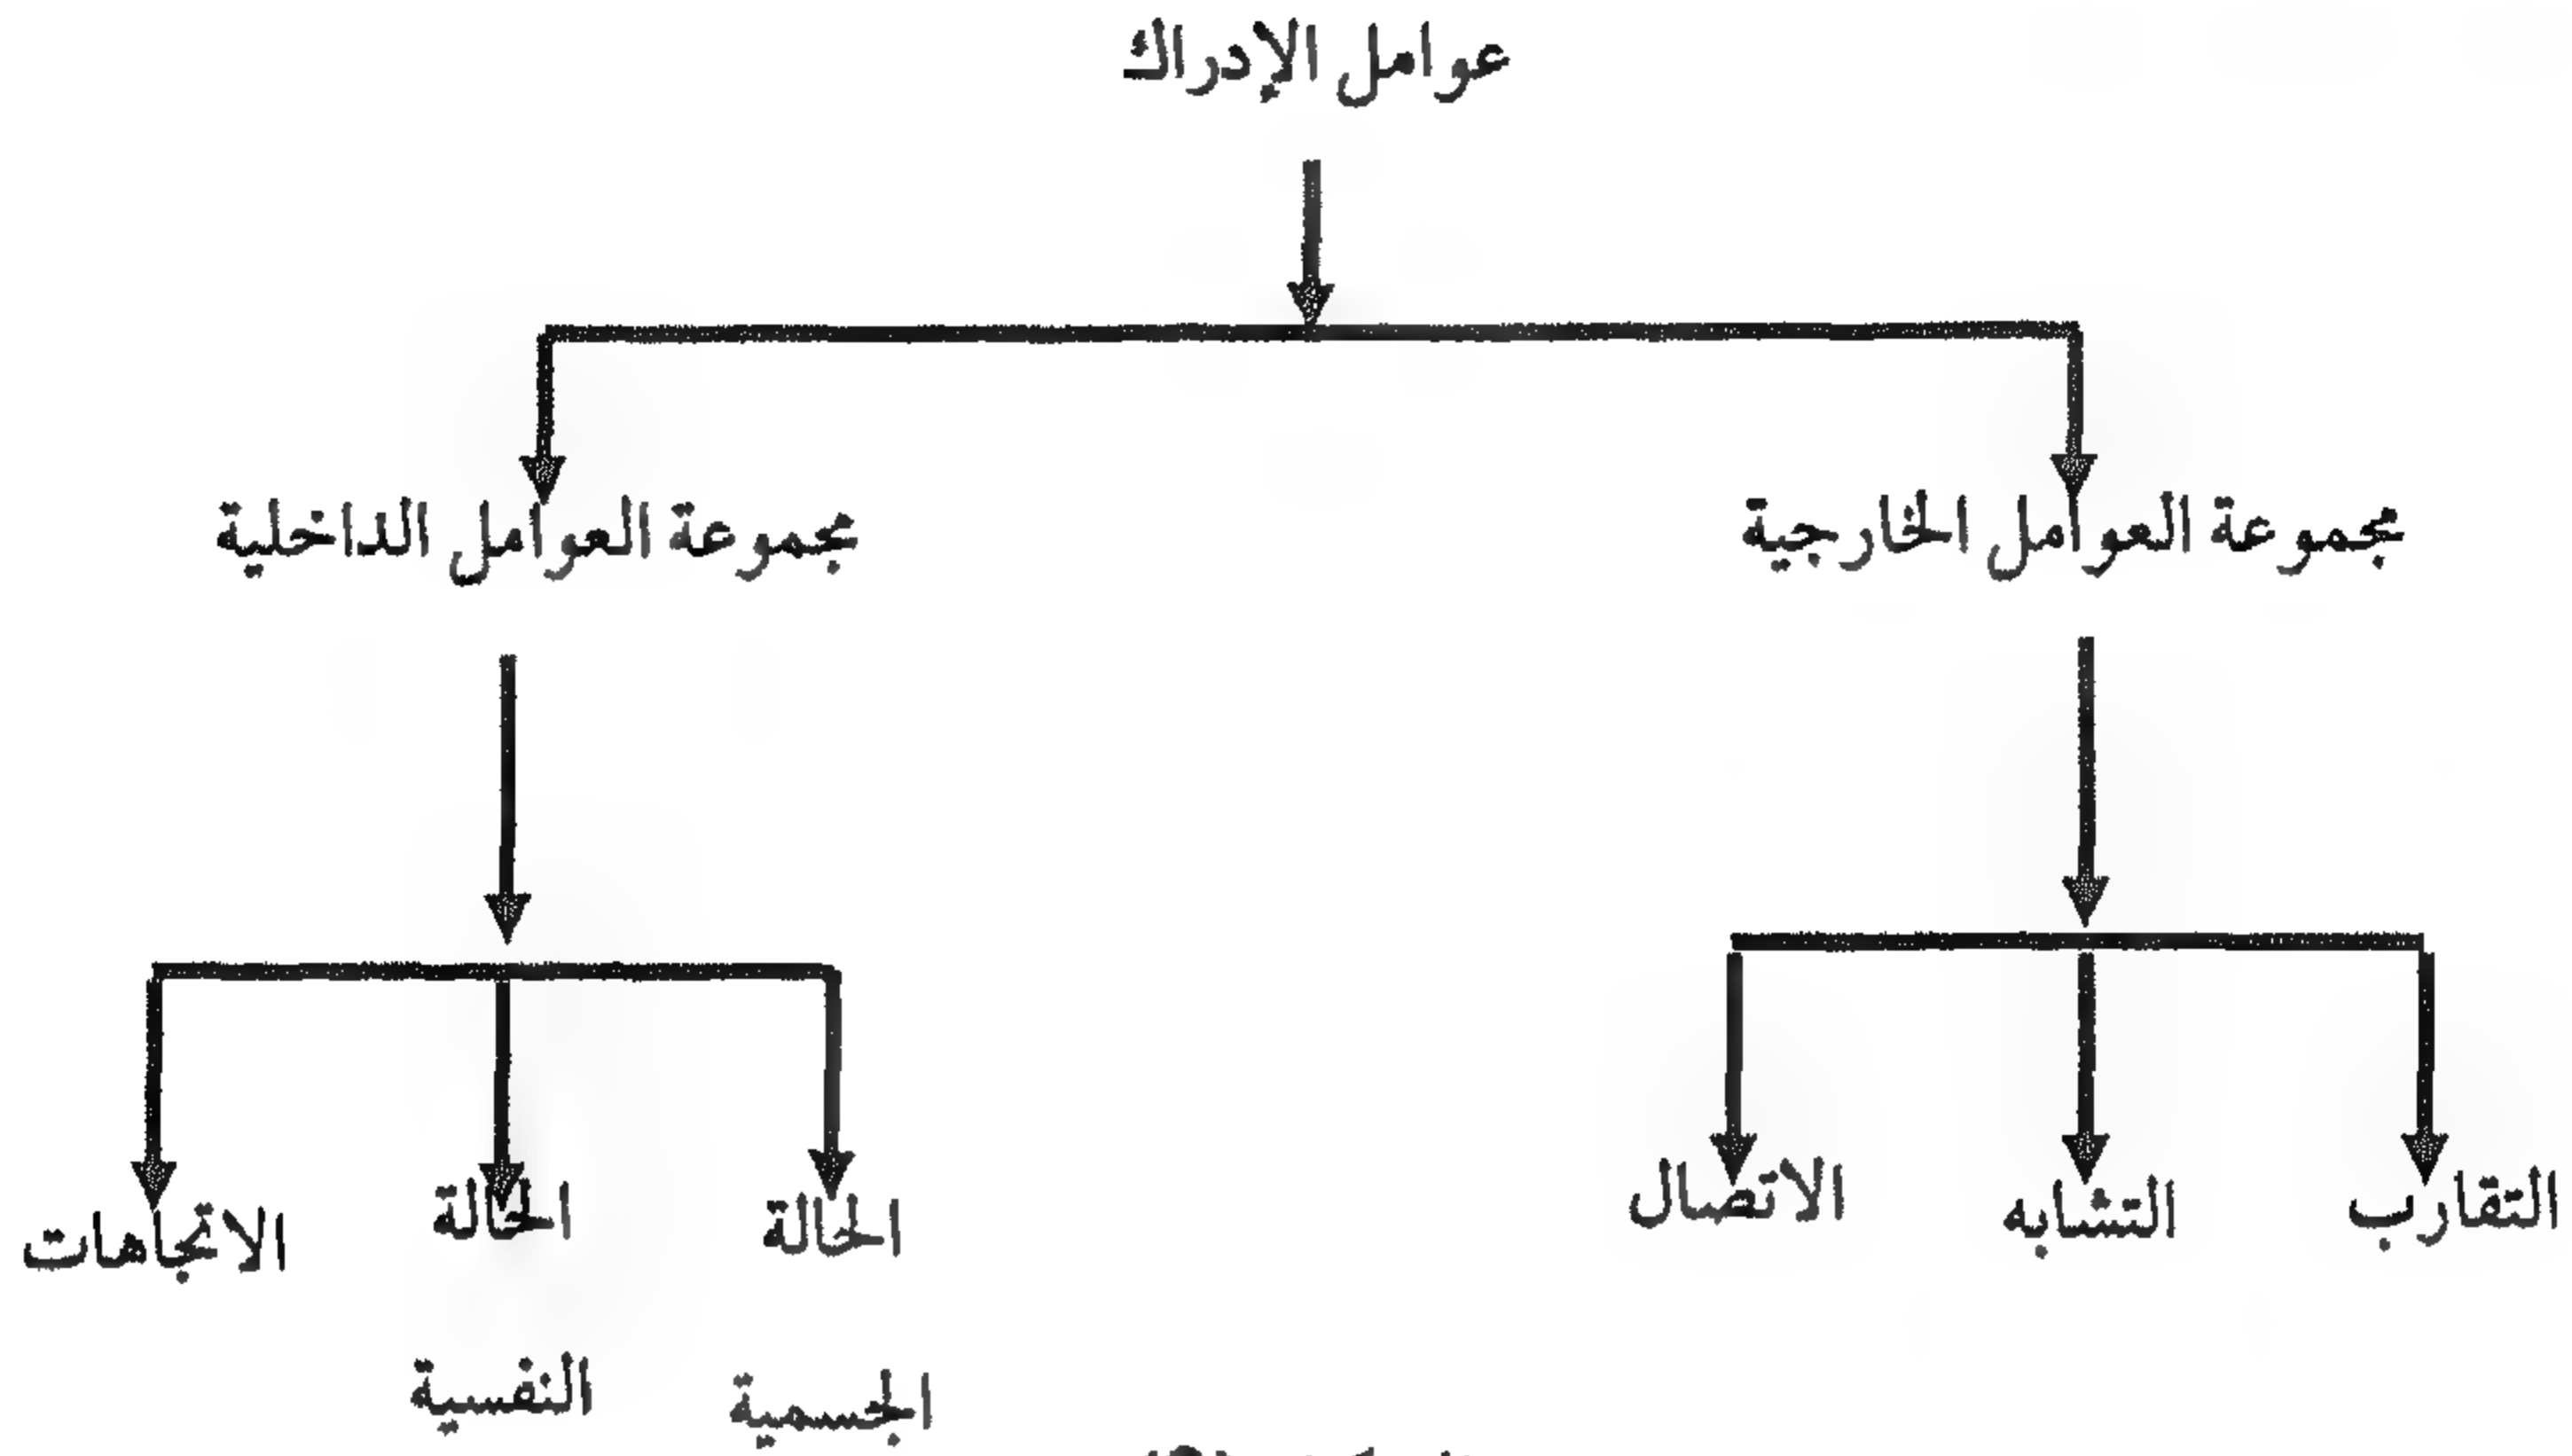 عوامل الإدراك
مجموعة العوامل الخارجية
مجموعة العوامل الداخلية
التقارب
التشابه
الاتصال
الحالة
الجسمية
الحالة
النفسية
الاتجاهات